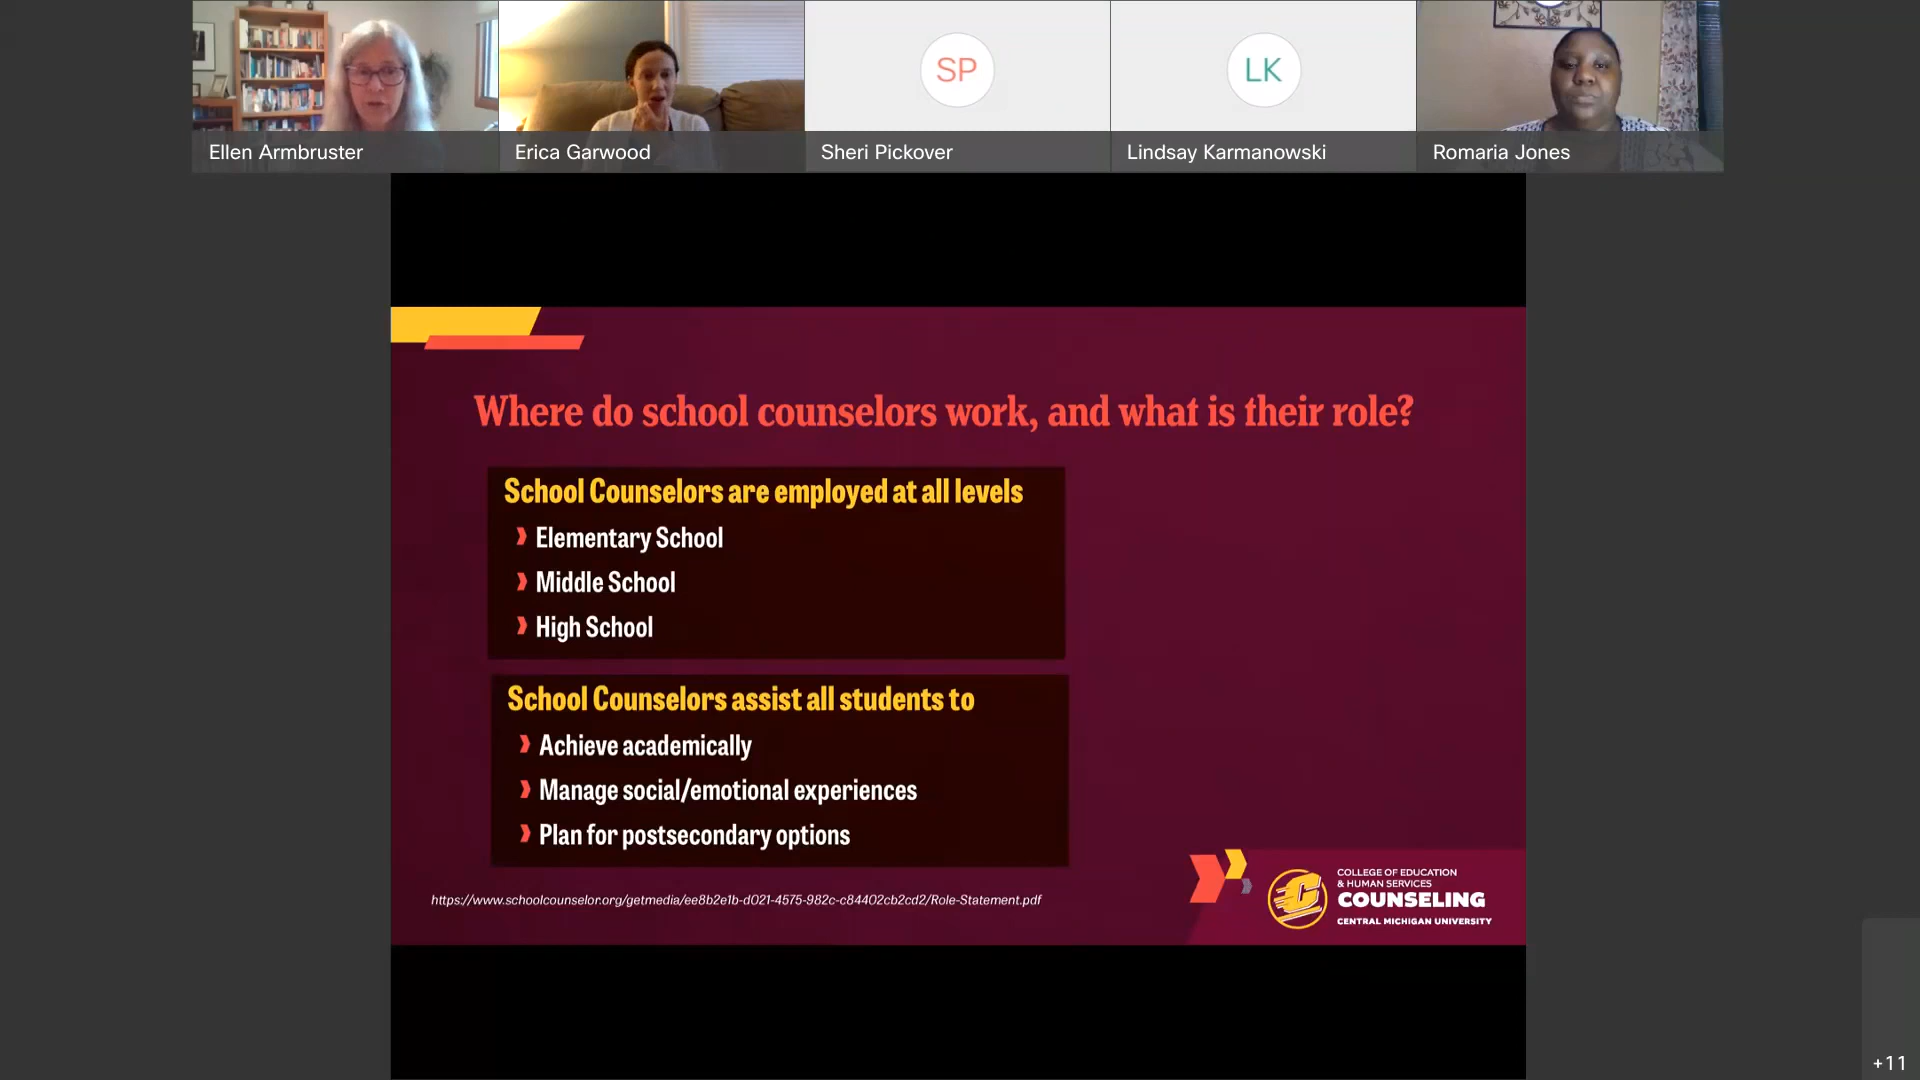 SP
LK
Ellen Armbruster
Erica Garwood
Sheri Pickover
Lindsay Karmanowski
Romaria Jones
Where do school counselors work, and what is their role?
School Counselors are employed at all levels
Elementary School
Middle School
High School
School Counselors assist all students to
Achieve academically
Manage social/emotional experiences
Plan for postsecondary options
https://www.schoolcounselor.org/getmedia/ee8b2e1b-d021-4575-982c-c84402cb2cd2/Role-Statement.pdf
C
COLLEGE OF EDUCATION
& HUMAN SERVICES
COUNSELING
CENTRAL MICHIGAN UNIVERSITY
+11